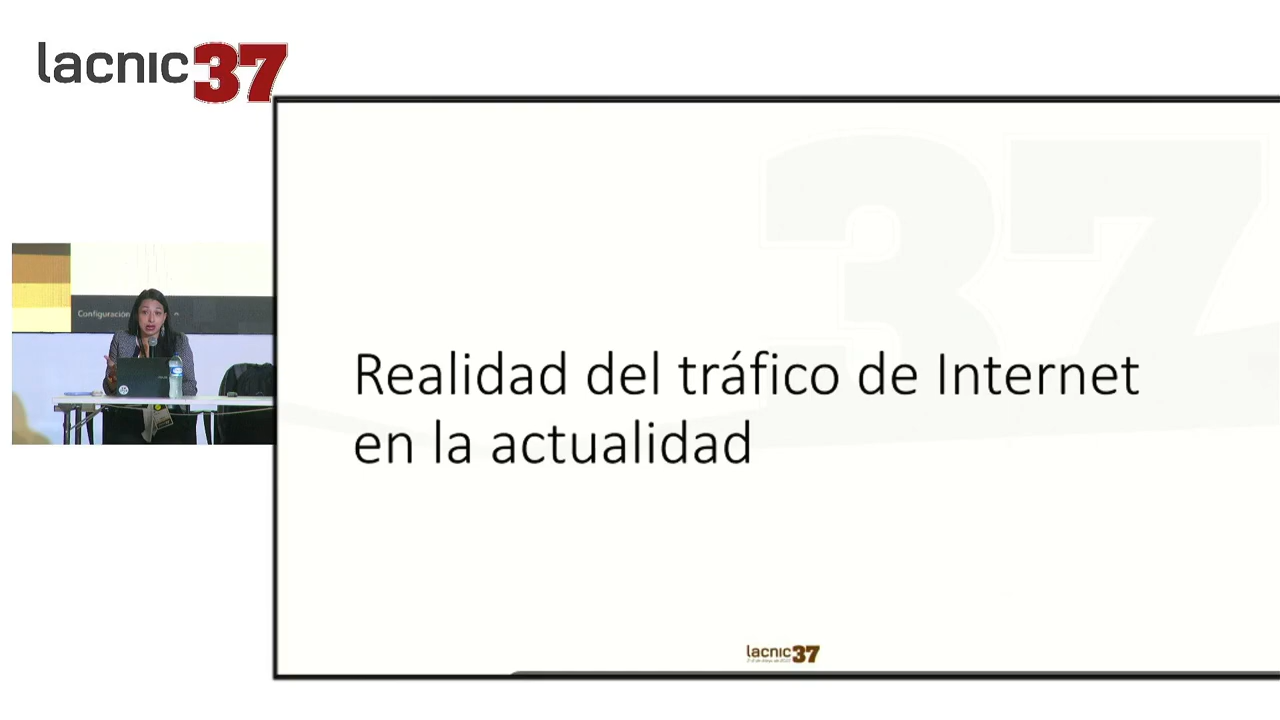 lacnic37
Configuración
Realidad del tráfico de Internet
en la actualidad
lacnic37